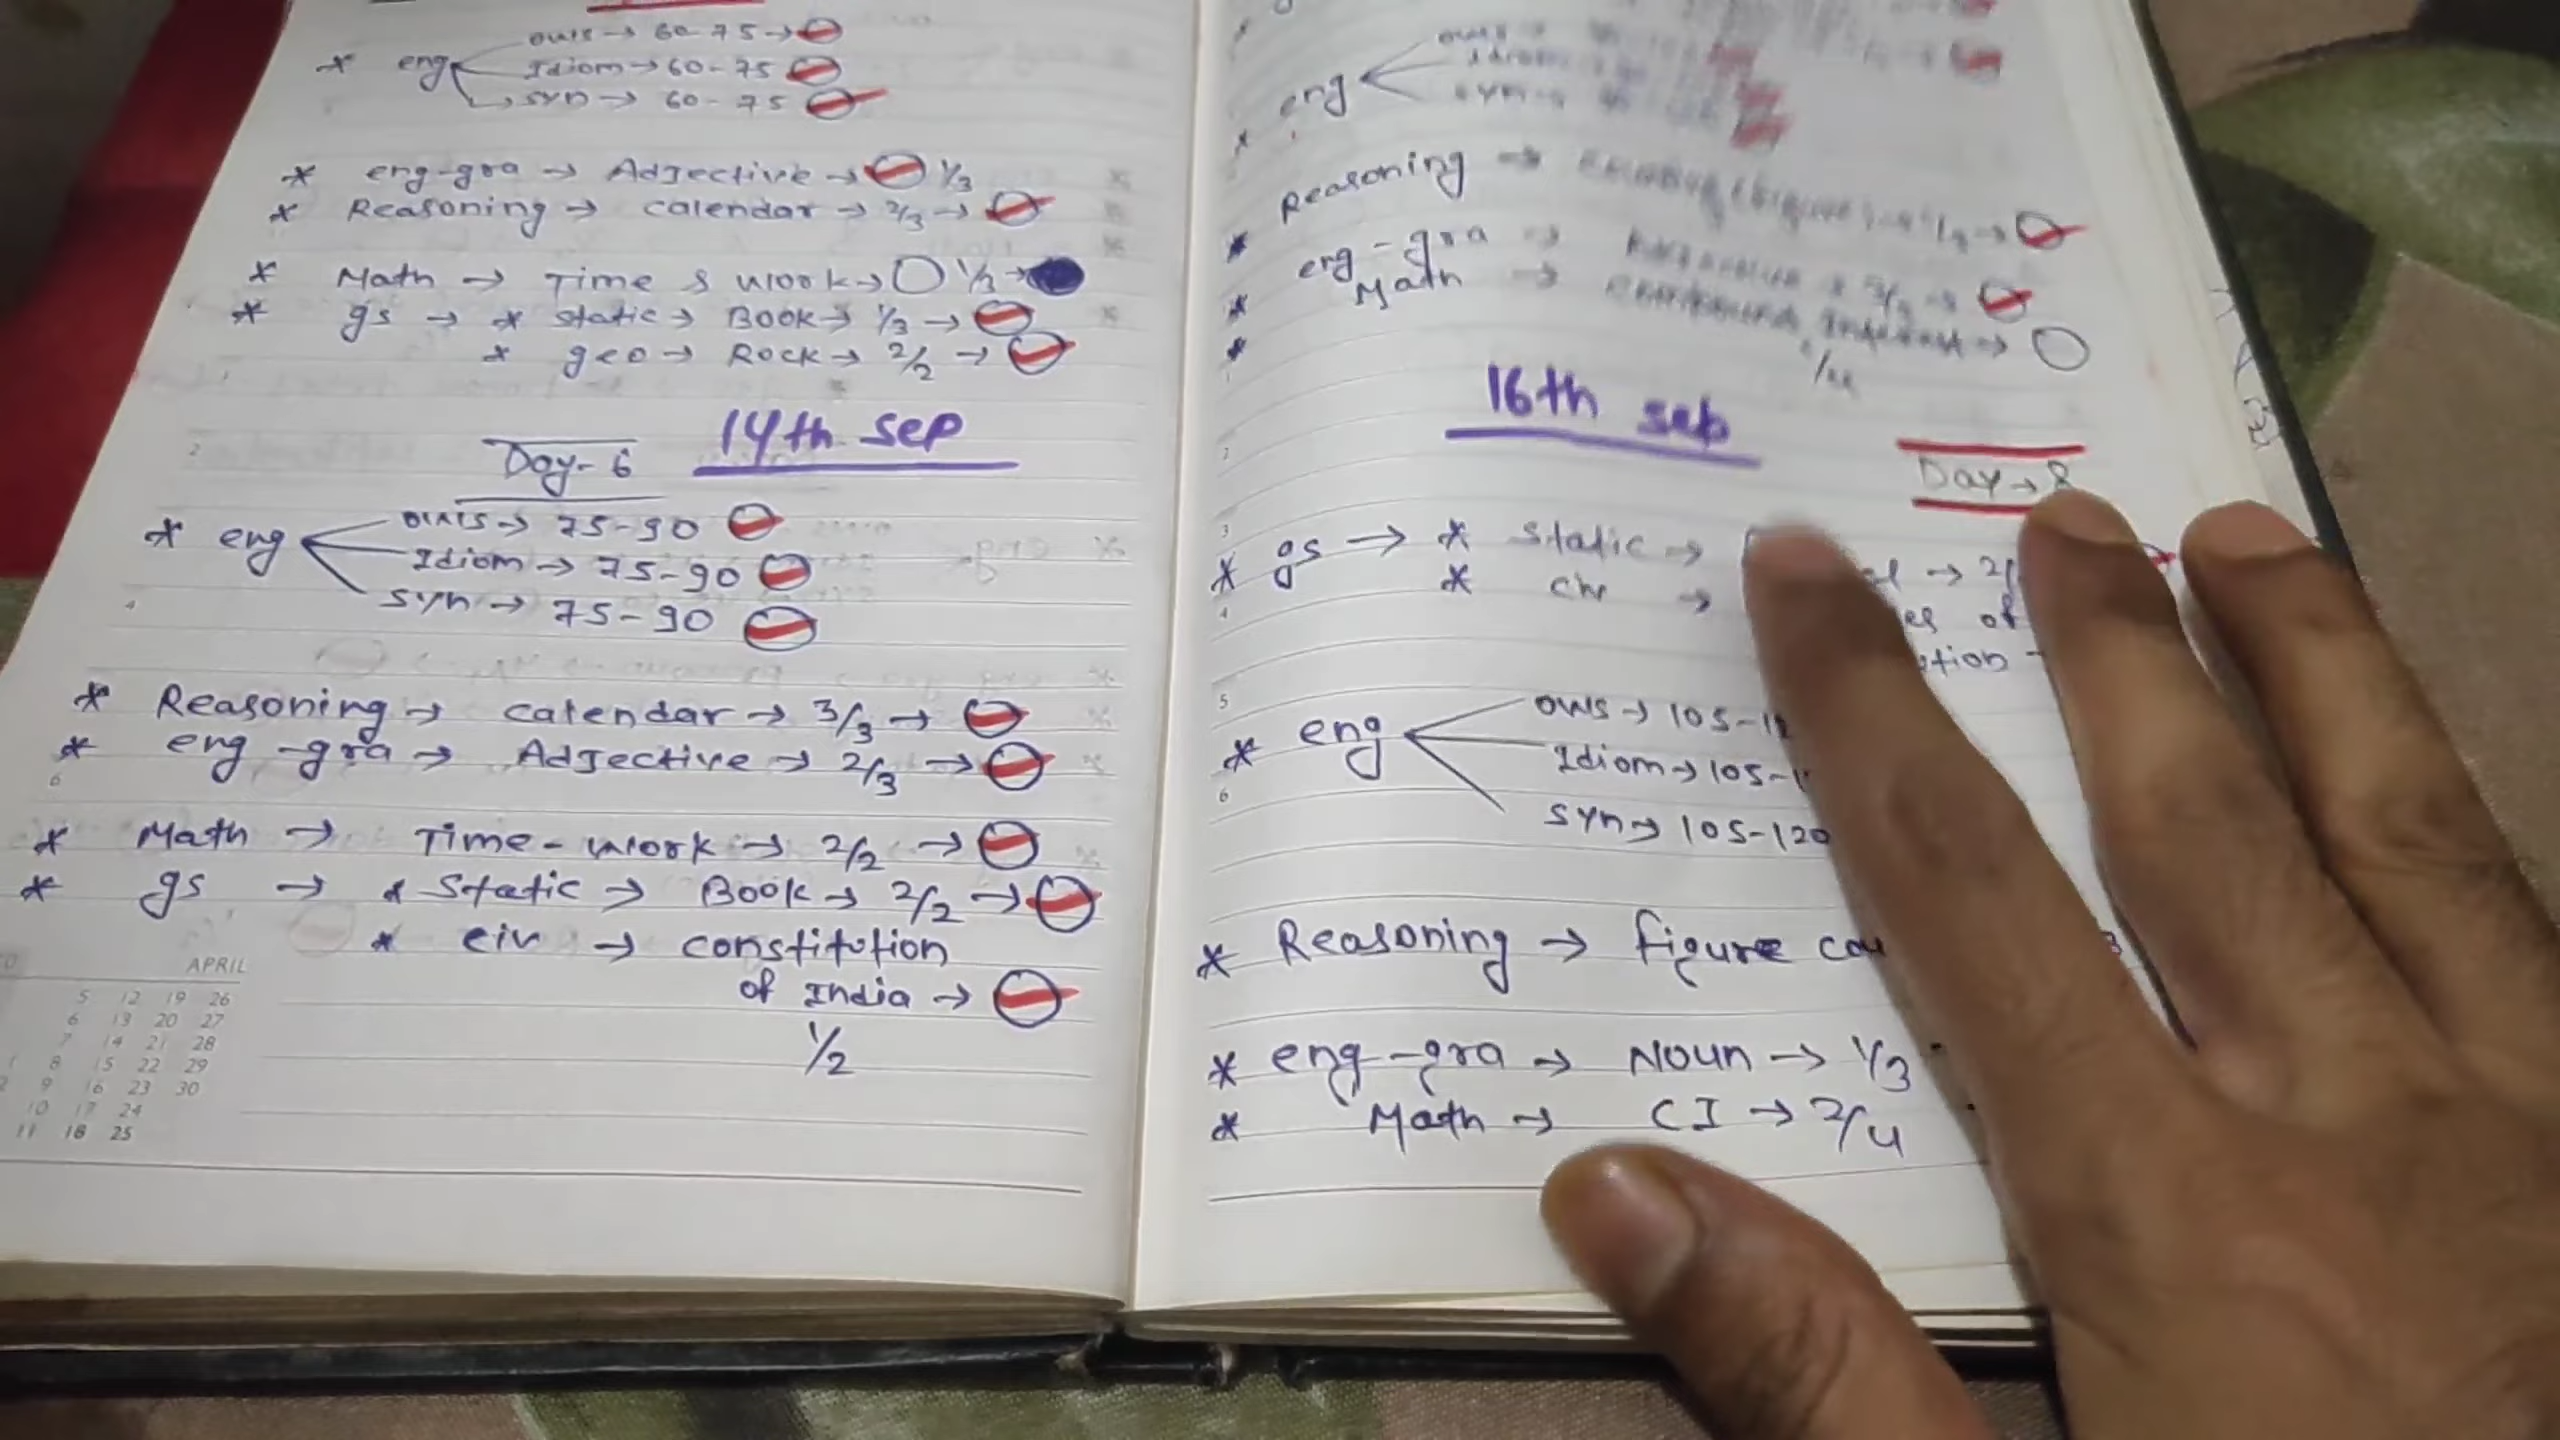 OWS → 60-75 →
* eng Idiom → 60-75
→ syn → 60-75
* eng-gra → Adjective → 1/3
* Reasoning → calendar → 2/3 →
* Math → Time & Work → 1/3 →
* gs → * static → Book → 1/3 →
* geo → Rock → 2/2 →
Day-6 14th sep
OWS → 75-90
* eng Idiom → 75-90
syn → 75-90
* Reasoning → calendar → 3/3 →
* eng-gra → Adjective → 2/3 →
* Math → Time-work → 2/2 →
* gs → * Static → Book → 2/2 →
* civ → constitution
of India →
1/2
APRIL
5 12 19 26
6 13 20 27
7 14 21 28
1 8 15 22 29
2 9 16 23 30
10 17 24
11 18 25
* eng
* Reasoning →
* eng-gra →
* Math →
16th sep
Day → 8
* gs → * Static →
* civ →
of
OWS → 105-
* eng Idiom → 105-
syn → 105-120
* Reasoning → figure
* eng-gra → Noun → 1/3
* Math → CI → 2/4